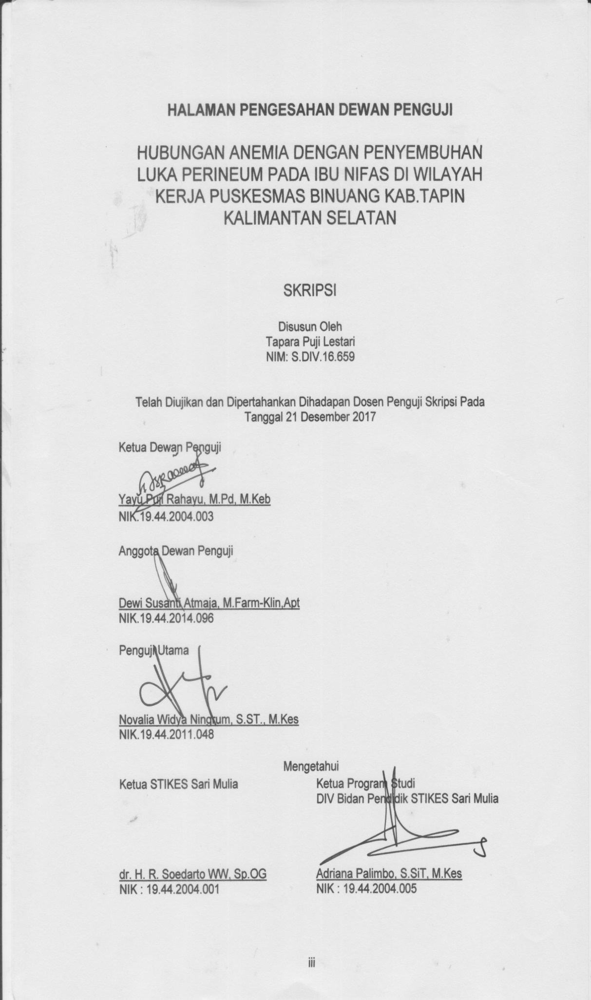 HALAMAN PENGESAHAN DEWAN PENGUJI
HUBUNGAN ANEMIA DENGAN PENYEMBUHAN
LUKA PERINEUM PADA IBU NIFAS DI WILAYAH
KERJA PUSKESMAS BINUANG KAB.TAPIN
KALIMANTAN SELATAN
SKRIPSI
Disusun Oleh
Tapara Puji Lestari
NIM: S.DIV.16.659
Telah Diujikan dan Dipertahankan Dihadapan Dosen Penguji Skripsi Pada
Tanggal 21 Desember 2017
Ketua Dewan Penguji
Yayu Puji Rahayu, M.Pd, M.Keb
NIK.19.44.2004.003
Anggota Dewan Penguji
Dewi Susanti Atmaja, M.Farm-Klin,Apt
NIK.19.44.2014.096
Penguji Utama
Novalia Widya Ningrum, S.ST., M.Kes
NIK.19.44.2011.048
Mengetahui
Ketua STIKES Sari Mulia
Ketua Program Studi
DIV Bidan Pendidik STIKES Sari Mulia
dr. H. R. Soedarto WW, Sp.OG
NIK : 19.44.2004.001
Adriana Palimbo, S.SiT, M.Kes
NIK : 19.44.2004.005
iii